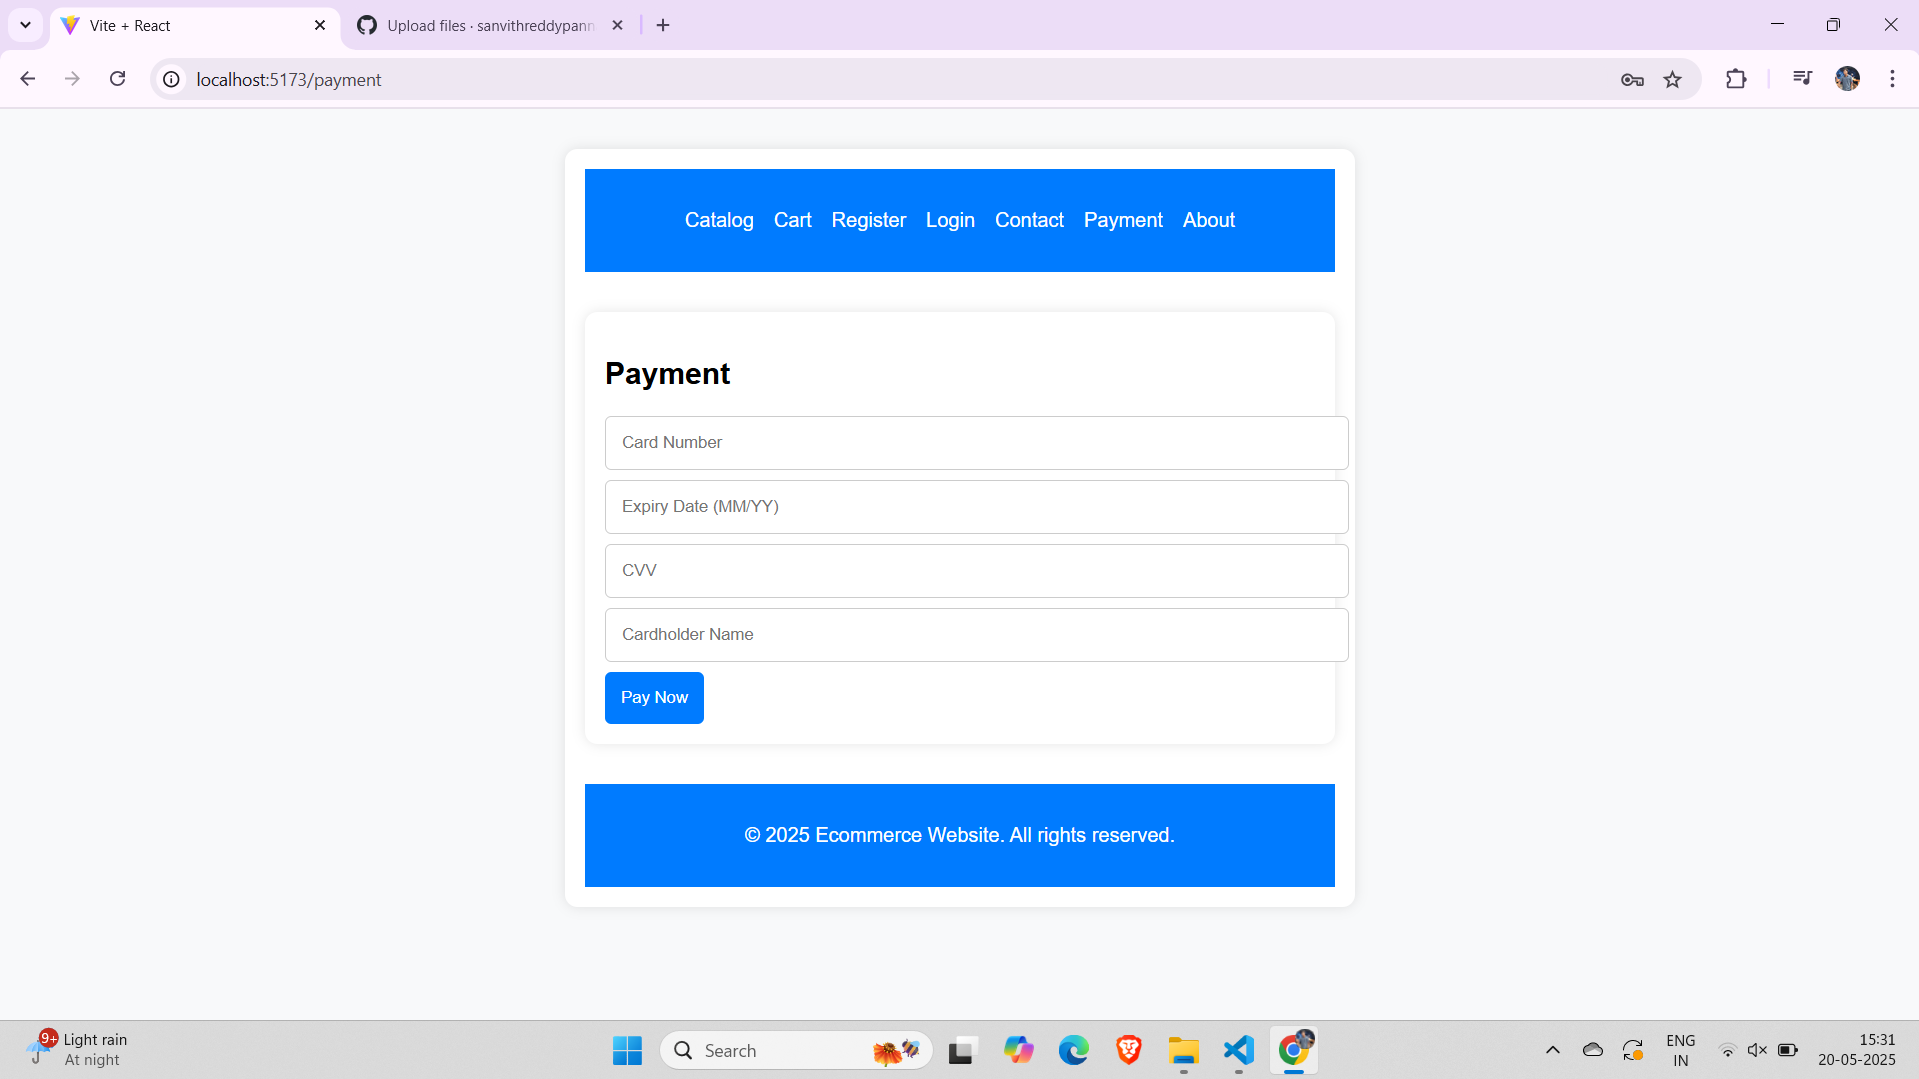 Vite + React
Upload files · sanvithreddypann
localhost:5173/payment
Catalog Cart Register Login Contact Payment About
Payment
Card Number
Expiry Date (MM/YY)
CVV
Cardholder Name
Pay Now
© 2025 Ecommerce Website. All rights reserved.
9+
Light rain
At night
Search
ENG
IN
15:31
20-05-2025